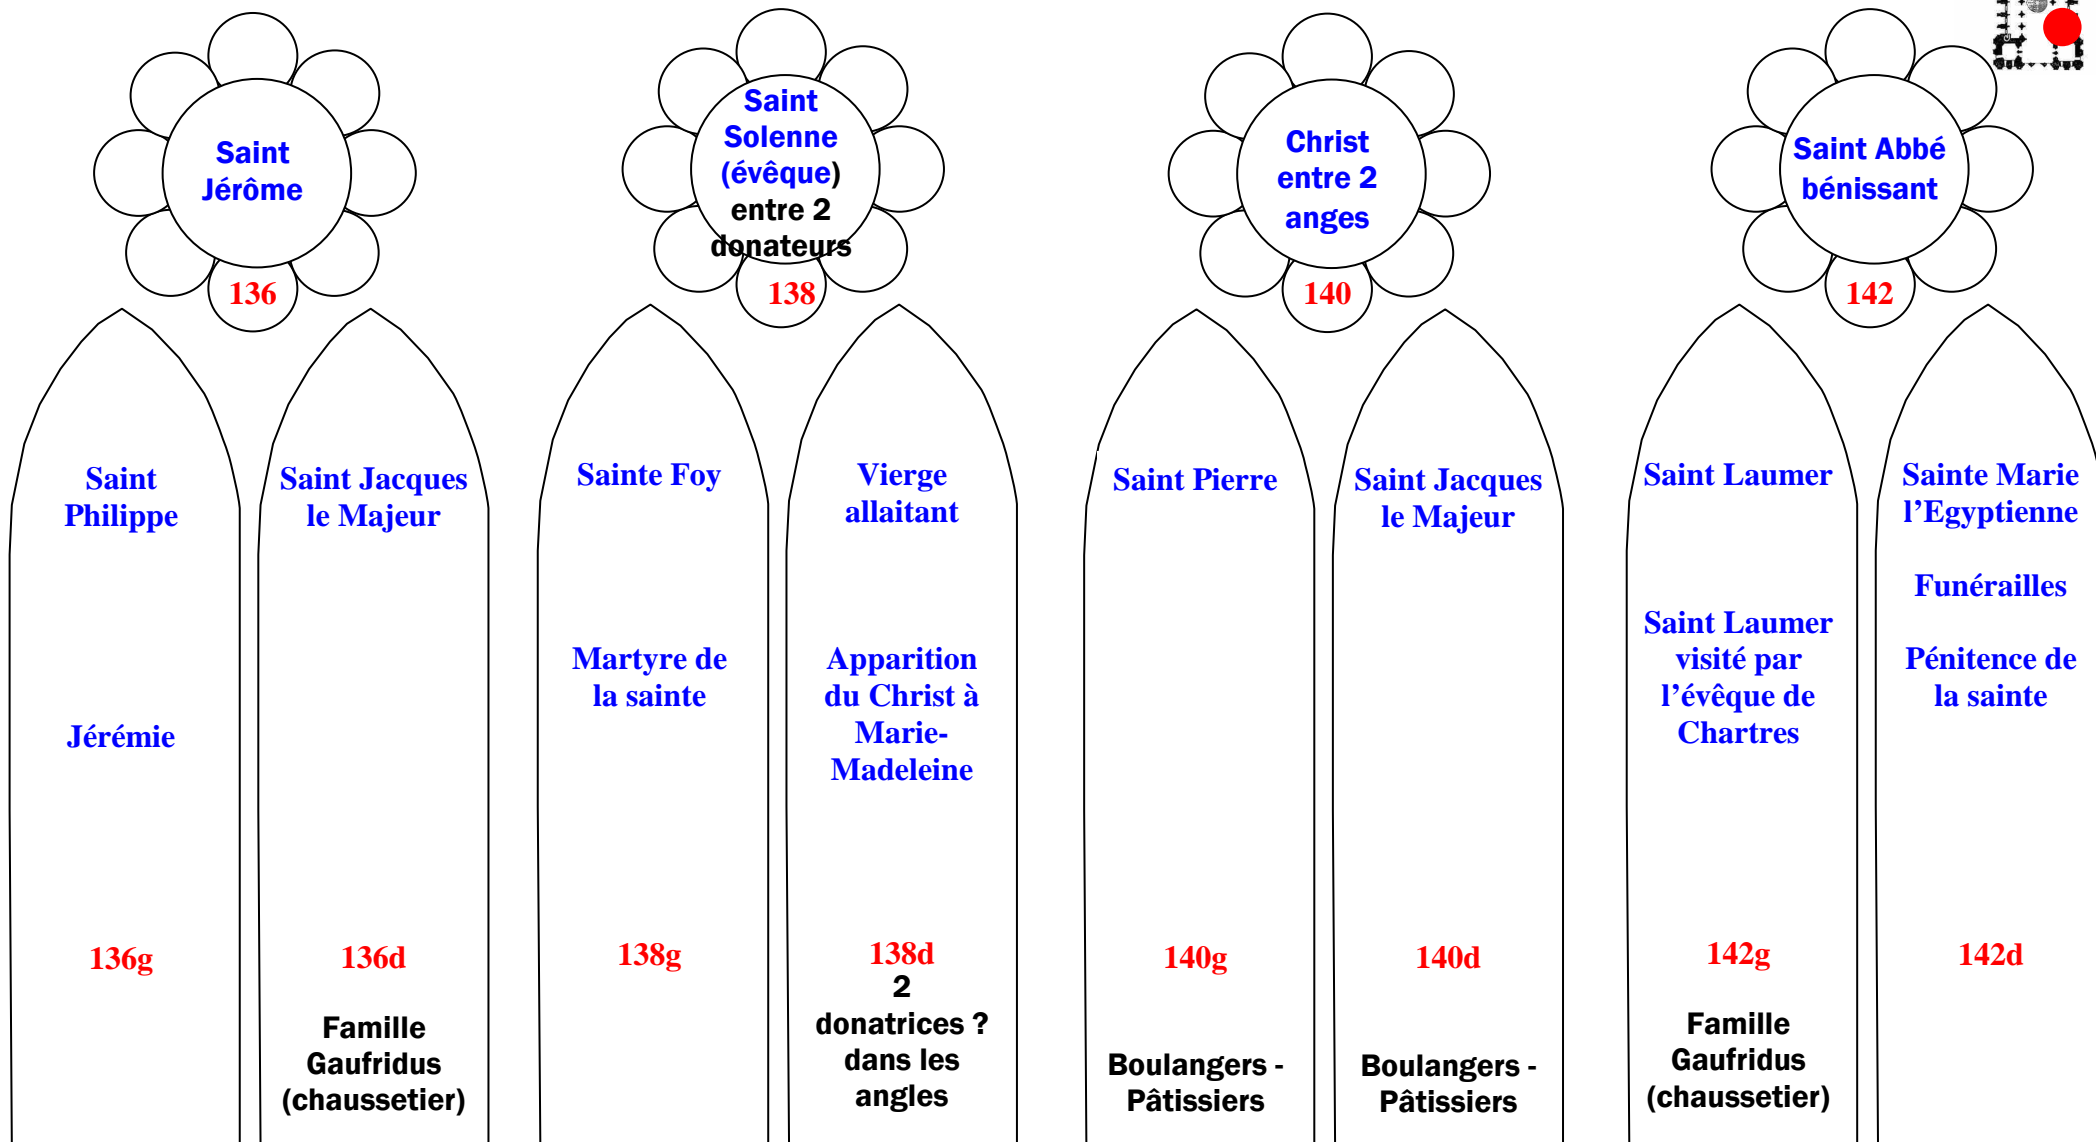 Saint
Jérôme
136
Saint
Solenne
(évêque)
entre 2
donateurs
138
Christ
entre 2
anges
140
Saint Abbé
bénissant
142
Saint
Philippe
Jérémie
136g
Saint Jacques
le Majeur
136d
Famille
Gaufridus
(chaussetier)
Sainte Foy
Martyre de
la sainte
138g
Vierge
allaitant
Apparition
du Christ à
Marie-
Madeleine
138d
2
donatrices ?
dans les
angles
Saint Pierre
140g
Boulangers -
Pâtissiers
Saint Jacques
le Majeur
140d
Boulangers -
Pâtissiers
Saint Laumer
Saint Laumer
visité par
l’évêque de
Chartres
142g
Famille
Gaufridus
(chaussetier)
Sainte Marie
l’Egyptienne
Funérailles
Pénitence de
la sainte
142d